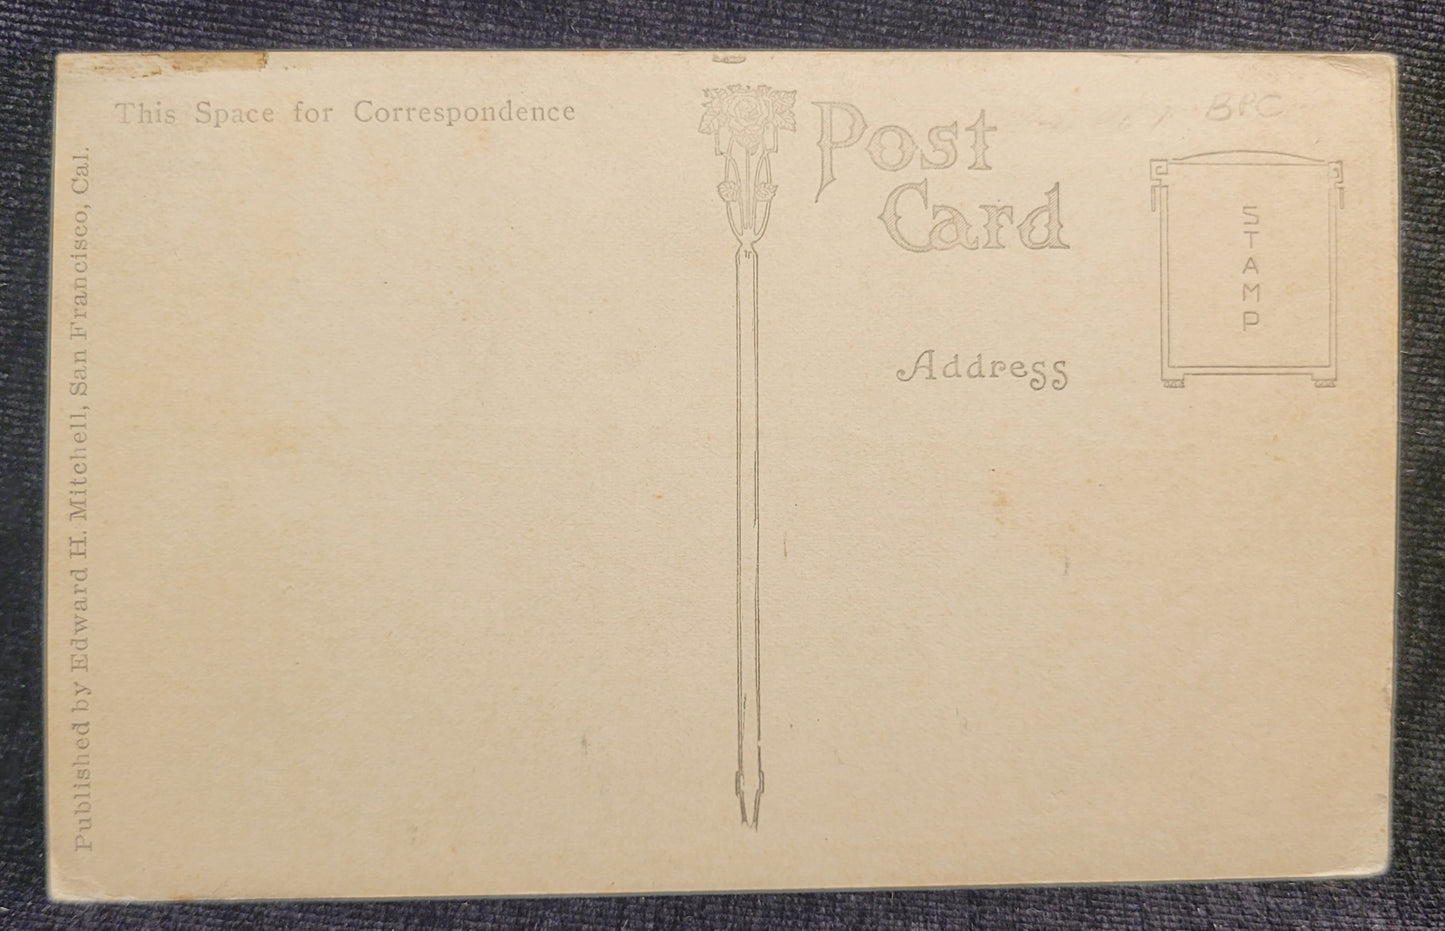 This Space for Correspondence
Post
Card
BPC
STAMP
Address
Published by Edward H. Mitchell, San Francisco, Cal.